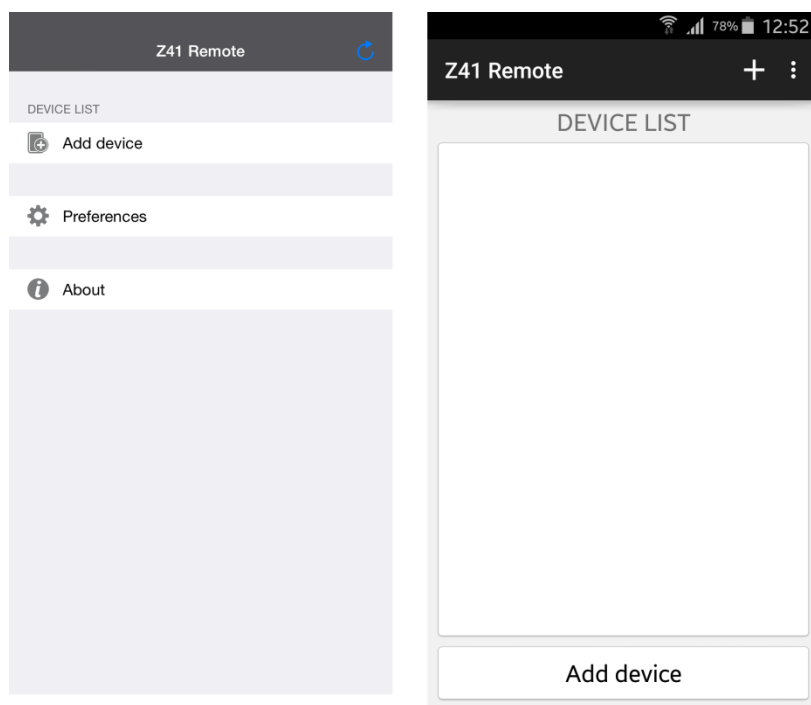 Z41 Remote
DEVICE LIST
Add device
Preferences
About
78% 12:52
Z41 Remote
DEVICE LIST
Add device